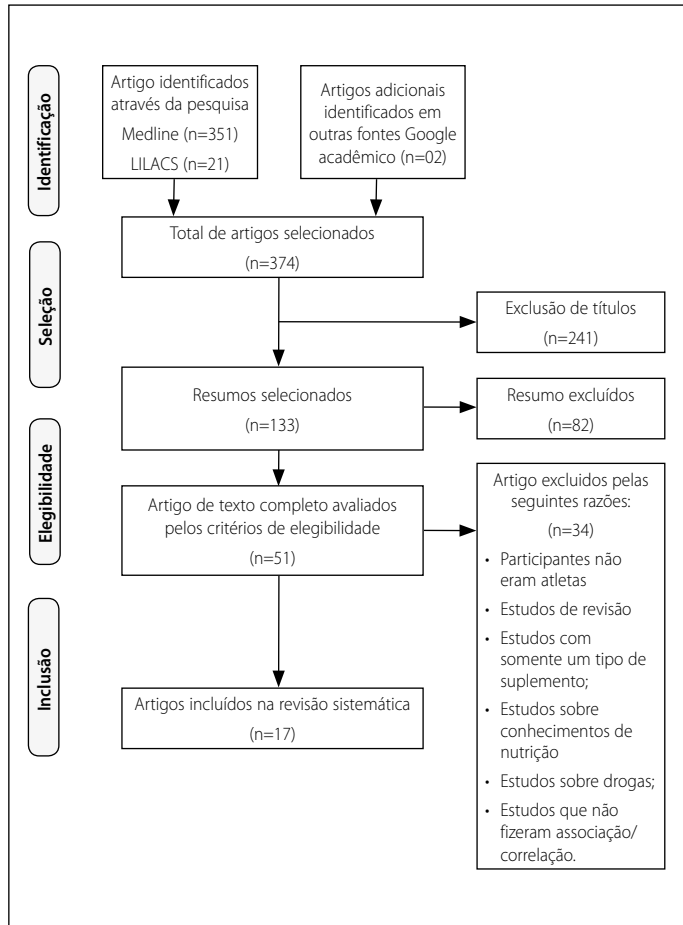 Identificação
Artigo identificados
através da pesquisa
Medline (n=351)
LILACS (n=21)
Artigos adicionais
identificados em
outras fontes Google
acadêmico (n=02)
Total de artigos selecionados
(n=374)
Seleção
Exclusão de títulos
(n=241)
Resumos selecionados
(n=133)
Resumo excluídos
(n=82)
Elegibilidade
Artigo de texto completo avaliados
pelos critérios de elegibilidade
(n=51)
Artigo excluidos pelas
seguintes razões:
(n=34)
• Participantes não
eram atletas
• Estudos de revisão
• Estudos com
somente um tipo de
suplemento;
• Estudos sobre
conhecimentos de
nutrição
• Estudos sobre drogas;
• Estudos que não
fizeram associação/
correlação.
Inclusão
Artigos incluídos na revisão sistemática
(n=17)